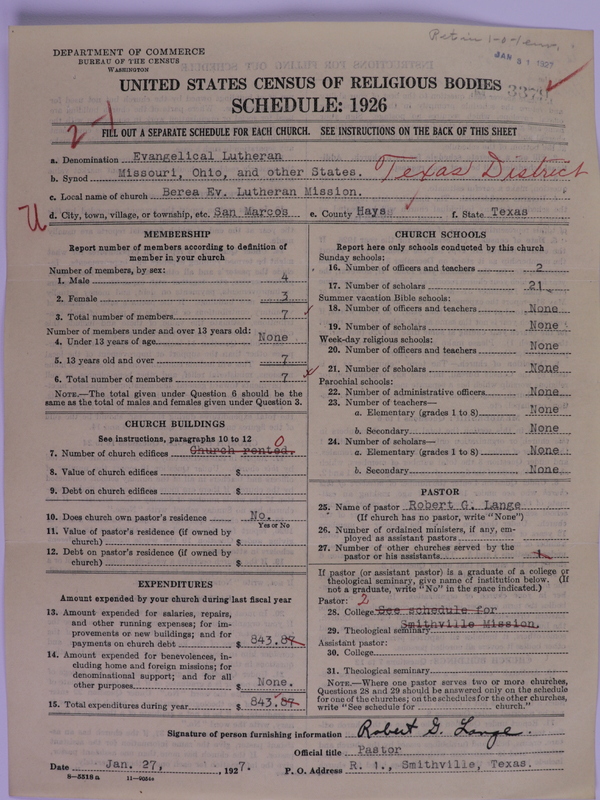 Retin 1-0-1 em.
JAN 31 1927
DEPARTMENT OF COMMERCE
BUREAU OF THE CENSUS
WASHINGTON
UNITED STATES CENSUS OF RELIGIOUS BODIES
3379
SCHEDULE: 1926
2-1
FILL OUT A SEPARATE SCHEDULE FOR EACH CHURCH. SEE INSTRUCTIONS ON THE BACK OF THIS SHEET
a. Denomination Evangelical Lutheran
b. Synod Missouri, Ohio, and other States. Texas District
c. Local name of church Berea Ev. Lutheran Mission.
U d. City, town, village, or township, etc. San Marcos e. County Hays f. State Texas
MEMBERSHIP
Report number of members according to definition of
member in your church
Number of members, by sex:
1. Male 4
2. Female 3
3. Total number of members 7
Number of members under and over 13 years old:
4. Under 13 years of age None
5. 13 years old and over 7
6. Total number of members 7
NOTE.—The total given under Question 6 should be the
same as the total of males and females given under Question 3.
CHURCH BUILDINGS
See instructions, paragraphs 10 to 12
7. Number of church edifices Church rented. 0
8. Value of church edifices $
9. Debt on church edifices $
10. Does church own pastor's residence No.
Yes or No
11. Value of pastor's residence (if owned by
church) $
12. Debt on pastor's residence (if owned by
church) $
EXPENDITURES
Amount expended by your church during last fiscal year
13. Amount expended for salaries, repairs,
and other running expenses; for im-
provements or new buildings; and for
payments on church debt $ 843.87
14. Amount expended for benevolences, in-
cluding home and foreign missions; for
denominational support; and for all
other purposes $ None.
15. Total expenditures during year $ 843.87
CHURCH SCHOOLS
Report here only schools conducted by this church
Sunday schools:
16. Number of officers and teachers 2
17. Number of scholars 21
Summer vacation Bible schools:
18. Number of officers and teachers None
19. Number of scholars None
Week-day religious schools:
20. Number of officers and teachers None
21. Number of scholars None
Parochial schools:
22. Number of administrative officers None
23. Number of teachers—
a. Elementary (grades 1 to 8) None
b. Secondary None
24. Number of scholars—
a. Elementary (grades 1 to 8) None
b. Secondary None
PASTOR
25. Name of pastor Robert G. Lange
(If church has no pastor, write "None")
26. Number of ordained ministers, if any, em-
ployed as assistant pastors
27. Number of other churches served by the
pastor or his assistants 1
If pastor (or assistant pastor) is a graduate of a college or
theological seminary, give name of institution below. (If
not a graduate, write "No" in the space indicated.)
Pastor: 2
28. College See schedule for
29. Theological seminary Smithville Mission.
Assistant pastor:
30. College
31. Theological seminary
NOTE.—Where one pastor serves two or more churches,
Questions 28 and 29 should be answered only on the schedule
for one of the churches; on the schedules for the other churches,
write "See schedule for church."
Signature of person furnishing information Robert G. Lange.
Official title Pastor
Date Jan. 27, 1927.
P. O. Address R. 1., Smithville, Texas.
8—5518 a